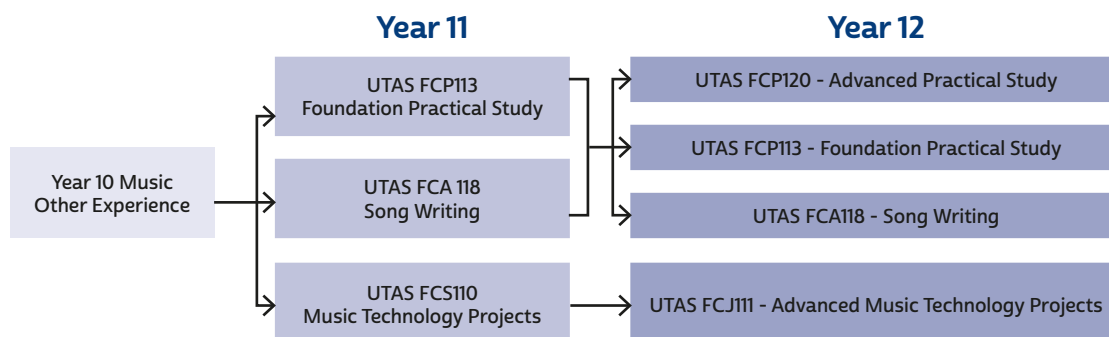 Year 11
Year 12
Year 10 Music
Other Experience
UTAS FCP113
Foundation Practical Study
UTAS FCA 118
Song Writing
UTAS FCS110
Music Technology Projects
UTAS FCP120 - Advanced Practical Study
UTAS FCP113 - Foundation Practical Study
UTAS FCA118 - Song Writing
UTAS FCJ111 - Advanced Music Technology Projects